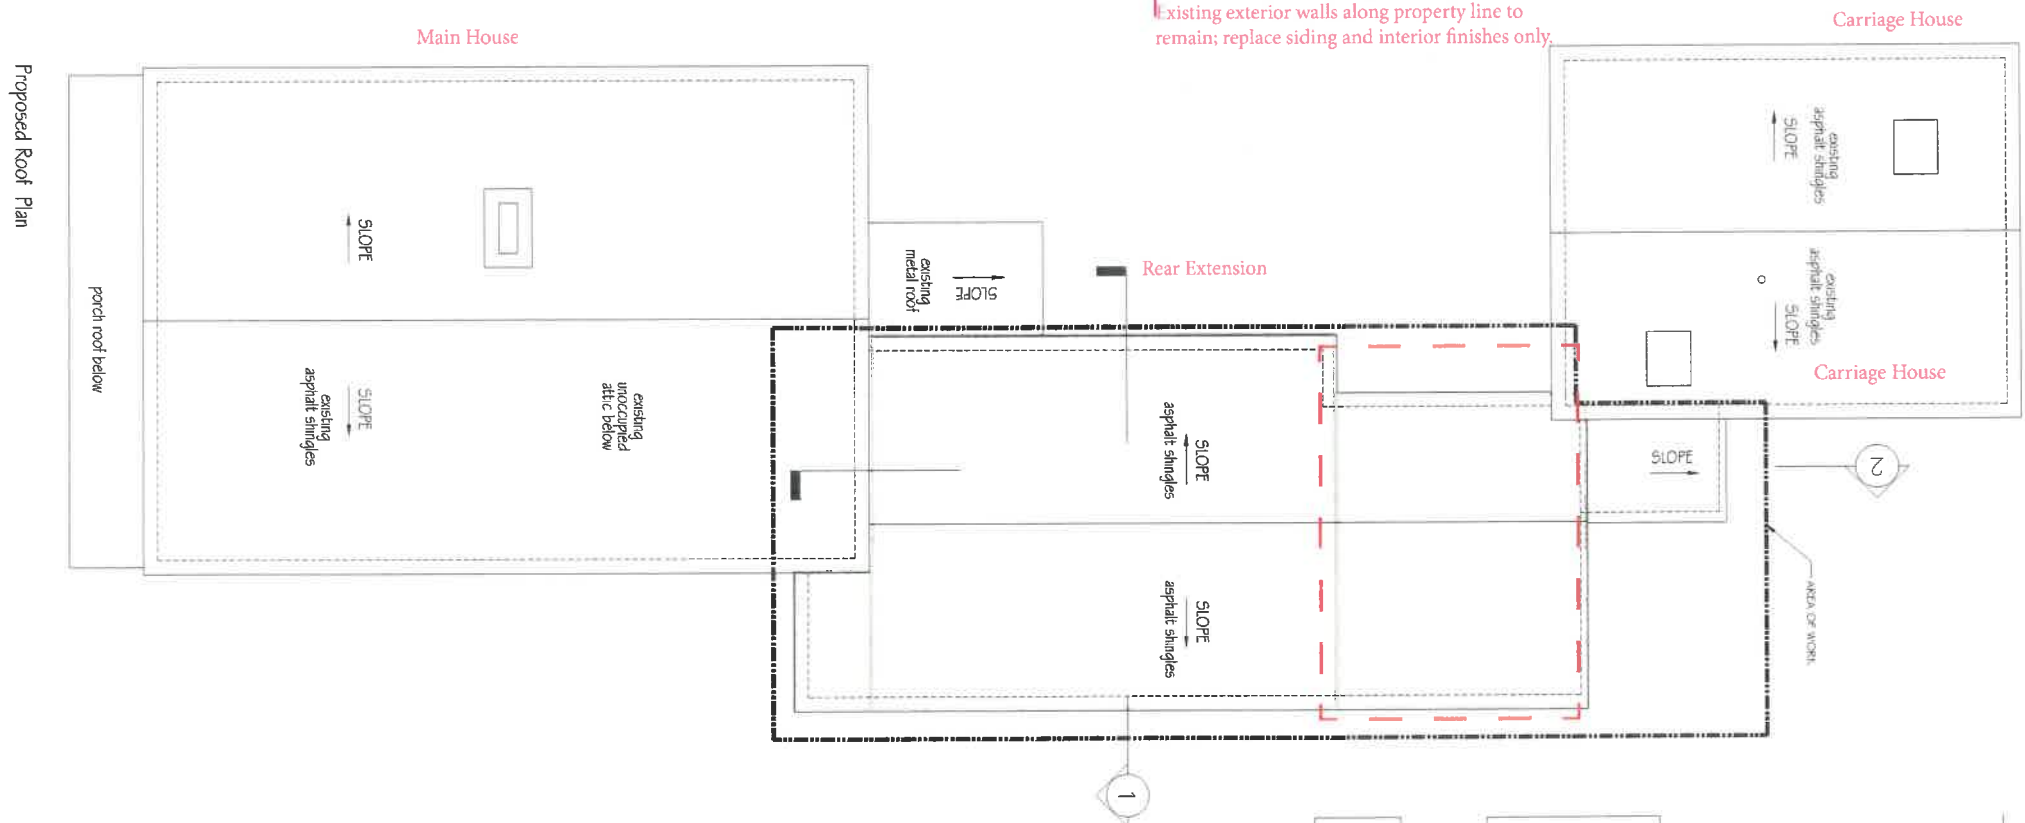 Existing exterior walls along property line to
remain; replace siding and interior finishes only.
Carriage House
Main House
Proposed Roof Plan
porch roof below
SLOPE
SLOPE
existing
asphalt shingles
existing
unoccupied
attic below
existing
metal roof
SLOPE
Rear Extension
SLOPE
asphalt shingles
SLOPE
asphalt shingles
existing
asphalt shingles
SLOPE
existing
asphalt shingles
SLOPE
Carriage House
SLOPE
2
AREA OF WORK
1